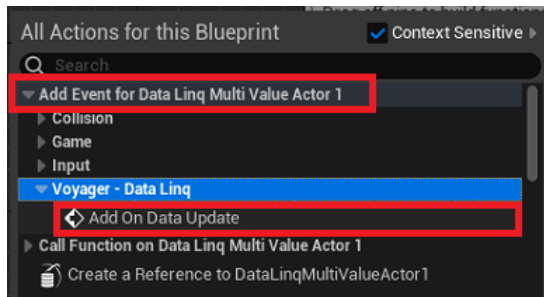 All Actions for this Blueprint Context Sensitive
Search
Add Event for Data Linq Multi Value Actor 1
Collision
Game
Input
Voyager - Data Linq
Add On Data Update
Call Function on Data Linq Multi Value Actor 1
Create a Reference to DataLinqMultiValueActor1